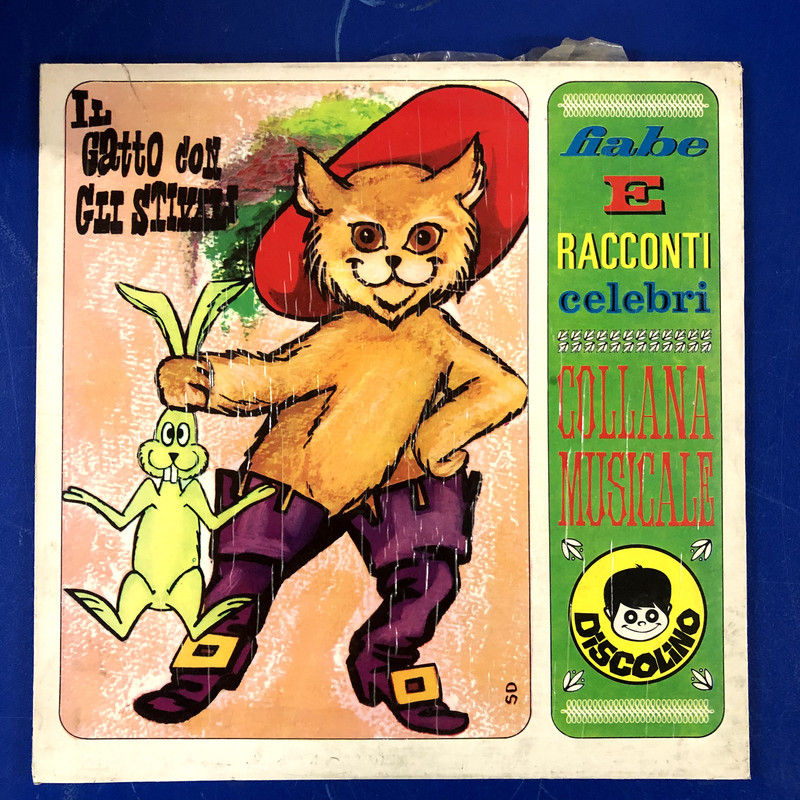 IL
GattO con
GLI STIVALI
fiabe
E
RACCONTI
celebri
COLLANA
MUSICALE
DISCOLINO
SD